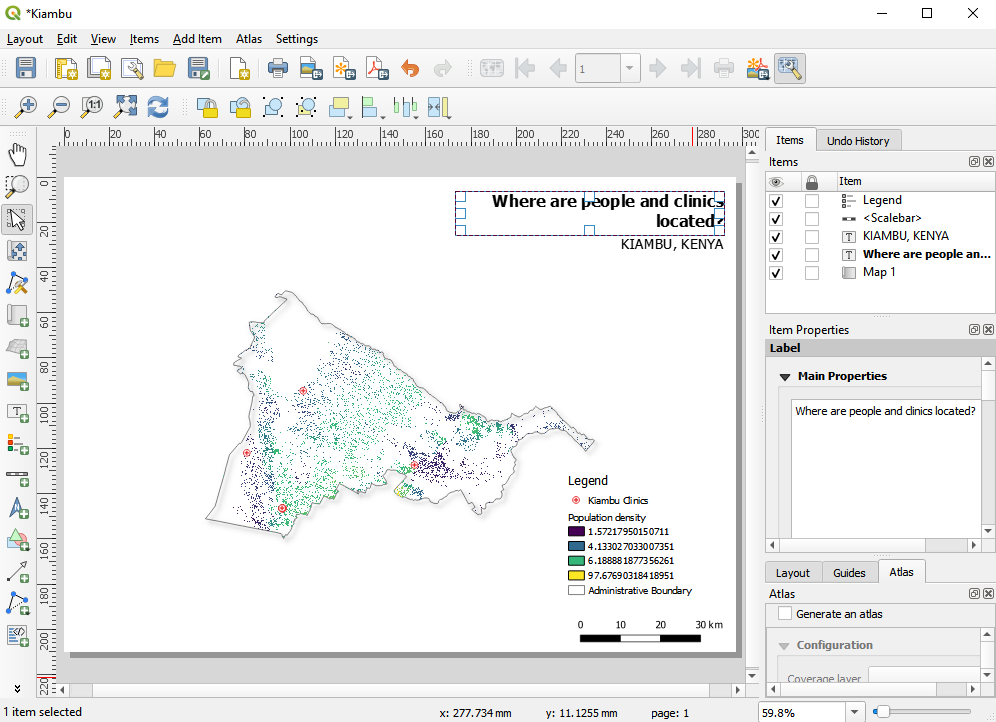 *Kiambu
Layout Edit View Items Add Item Atlas Settings
1
1:1
0 20 40 60 80 100 120 140 160 180 200 220 240 260 280 300
0
20
40
60
80
100
120
140
160
180
200
220
Where are people and clinics
located?
KIAMBU, KENYA
Legend
Kiambu Clinics
Population density
1.57217950150711
4.133027033007351
6.188881877356261
97.67690318418951
Administrative Boundary
0 10 20 30 km
Items Undo History
Items
Item
Legend
<Scalebar>
KIAMBU, KENYA
Where are people an...
Map 1
Item Properties
Label
Main Properties
Where are people and clinics located?
Layout Guides Atlas
Atlas
Generate an atlas
Configuration
Coverage layer
1 item selected
x: 277.734 mm
y: 11.1255 mm
page: 1
59.8%